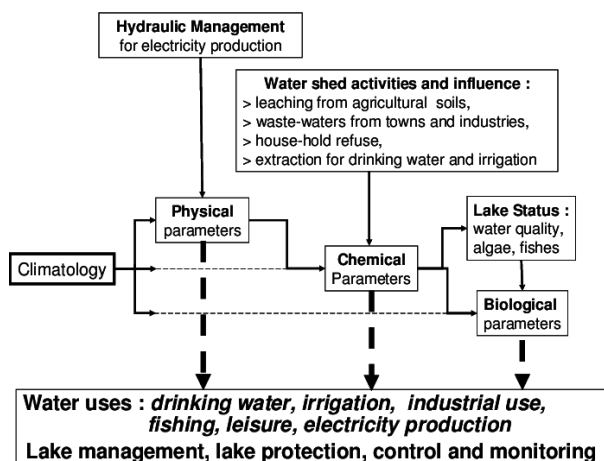 Hydraulic Management
for electricity production
Water shed activities and influence :
> leaching from agricultural soils,
> waste-waters from towns and industries,
> house-hold refuse,
> extraction for drinking water and irrigation
Physical
parameters
Lake Status :
water quality,
algae, fishes
Climatology
Chemical
Parameters
Biological
parameters
Water uses : drinking water, irrigation, industrial use,
fishing, leisure, electricity production
Lake management, lake protection, control and monitoring